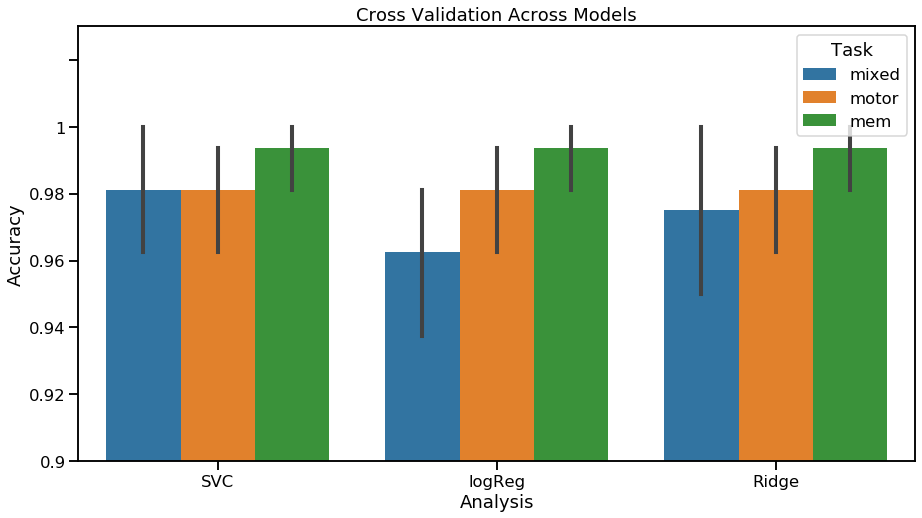 Cross Validation Across Models
Task
mixed
motor
mem
1
0.98
0.96
0.94
0.92
0.9
Accuracy
SVC
logReg
Ridge
Analysis